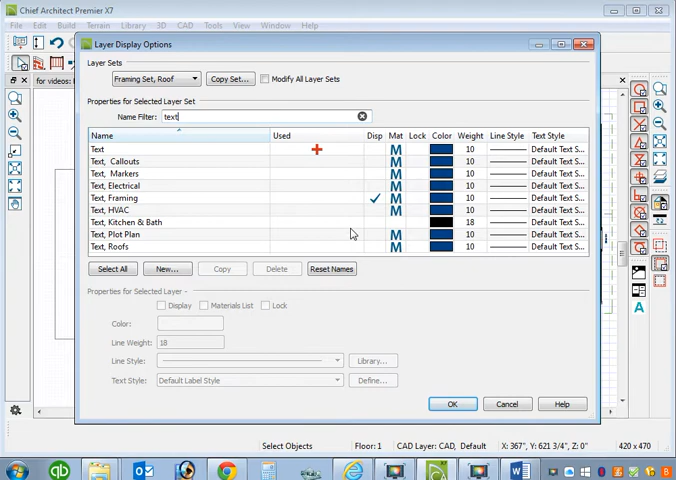 Chief Architect Premier X7
File Edit Build Terrain Library 3D CAD Tools Window Help
Layer Display Options
for videos:
Layer Sets
Framing Set, Roof Copy Set... Modify All Layer Sets
Properties for Selected Layer Set
Name Filter: text
Name Used Disp Mat Lock Color Weight Line Style Text Style
Text M 10 Default Text S...
Text, Callouts M 10 Default Text S...
Text, Markers M 10 Default Text S...
Text, Electrical M 10 Default Text S...
Text, Framing M 10 Default Text S...
Text, HVAC M 10 Default Text S...
Text, Kitchen & Bath 18 Default Text S...
Text, Plot Plan M 10 Default Text S...
Text, Roofs M 10 Default Text S...
Select All New... Copy Delete Reset Names
Properties for Selected Layer -
Display Materials List Lock
Color:
Line Weight: 18
Line Style: Library...
Text Style: Default Label Style Define...
OK Cancel Help
A
Select Objects Floor: 1 CAD Layer: CAD, Default X: 367", Y: 621 3/4", Z: 0" 420 x 470
qb